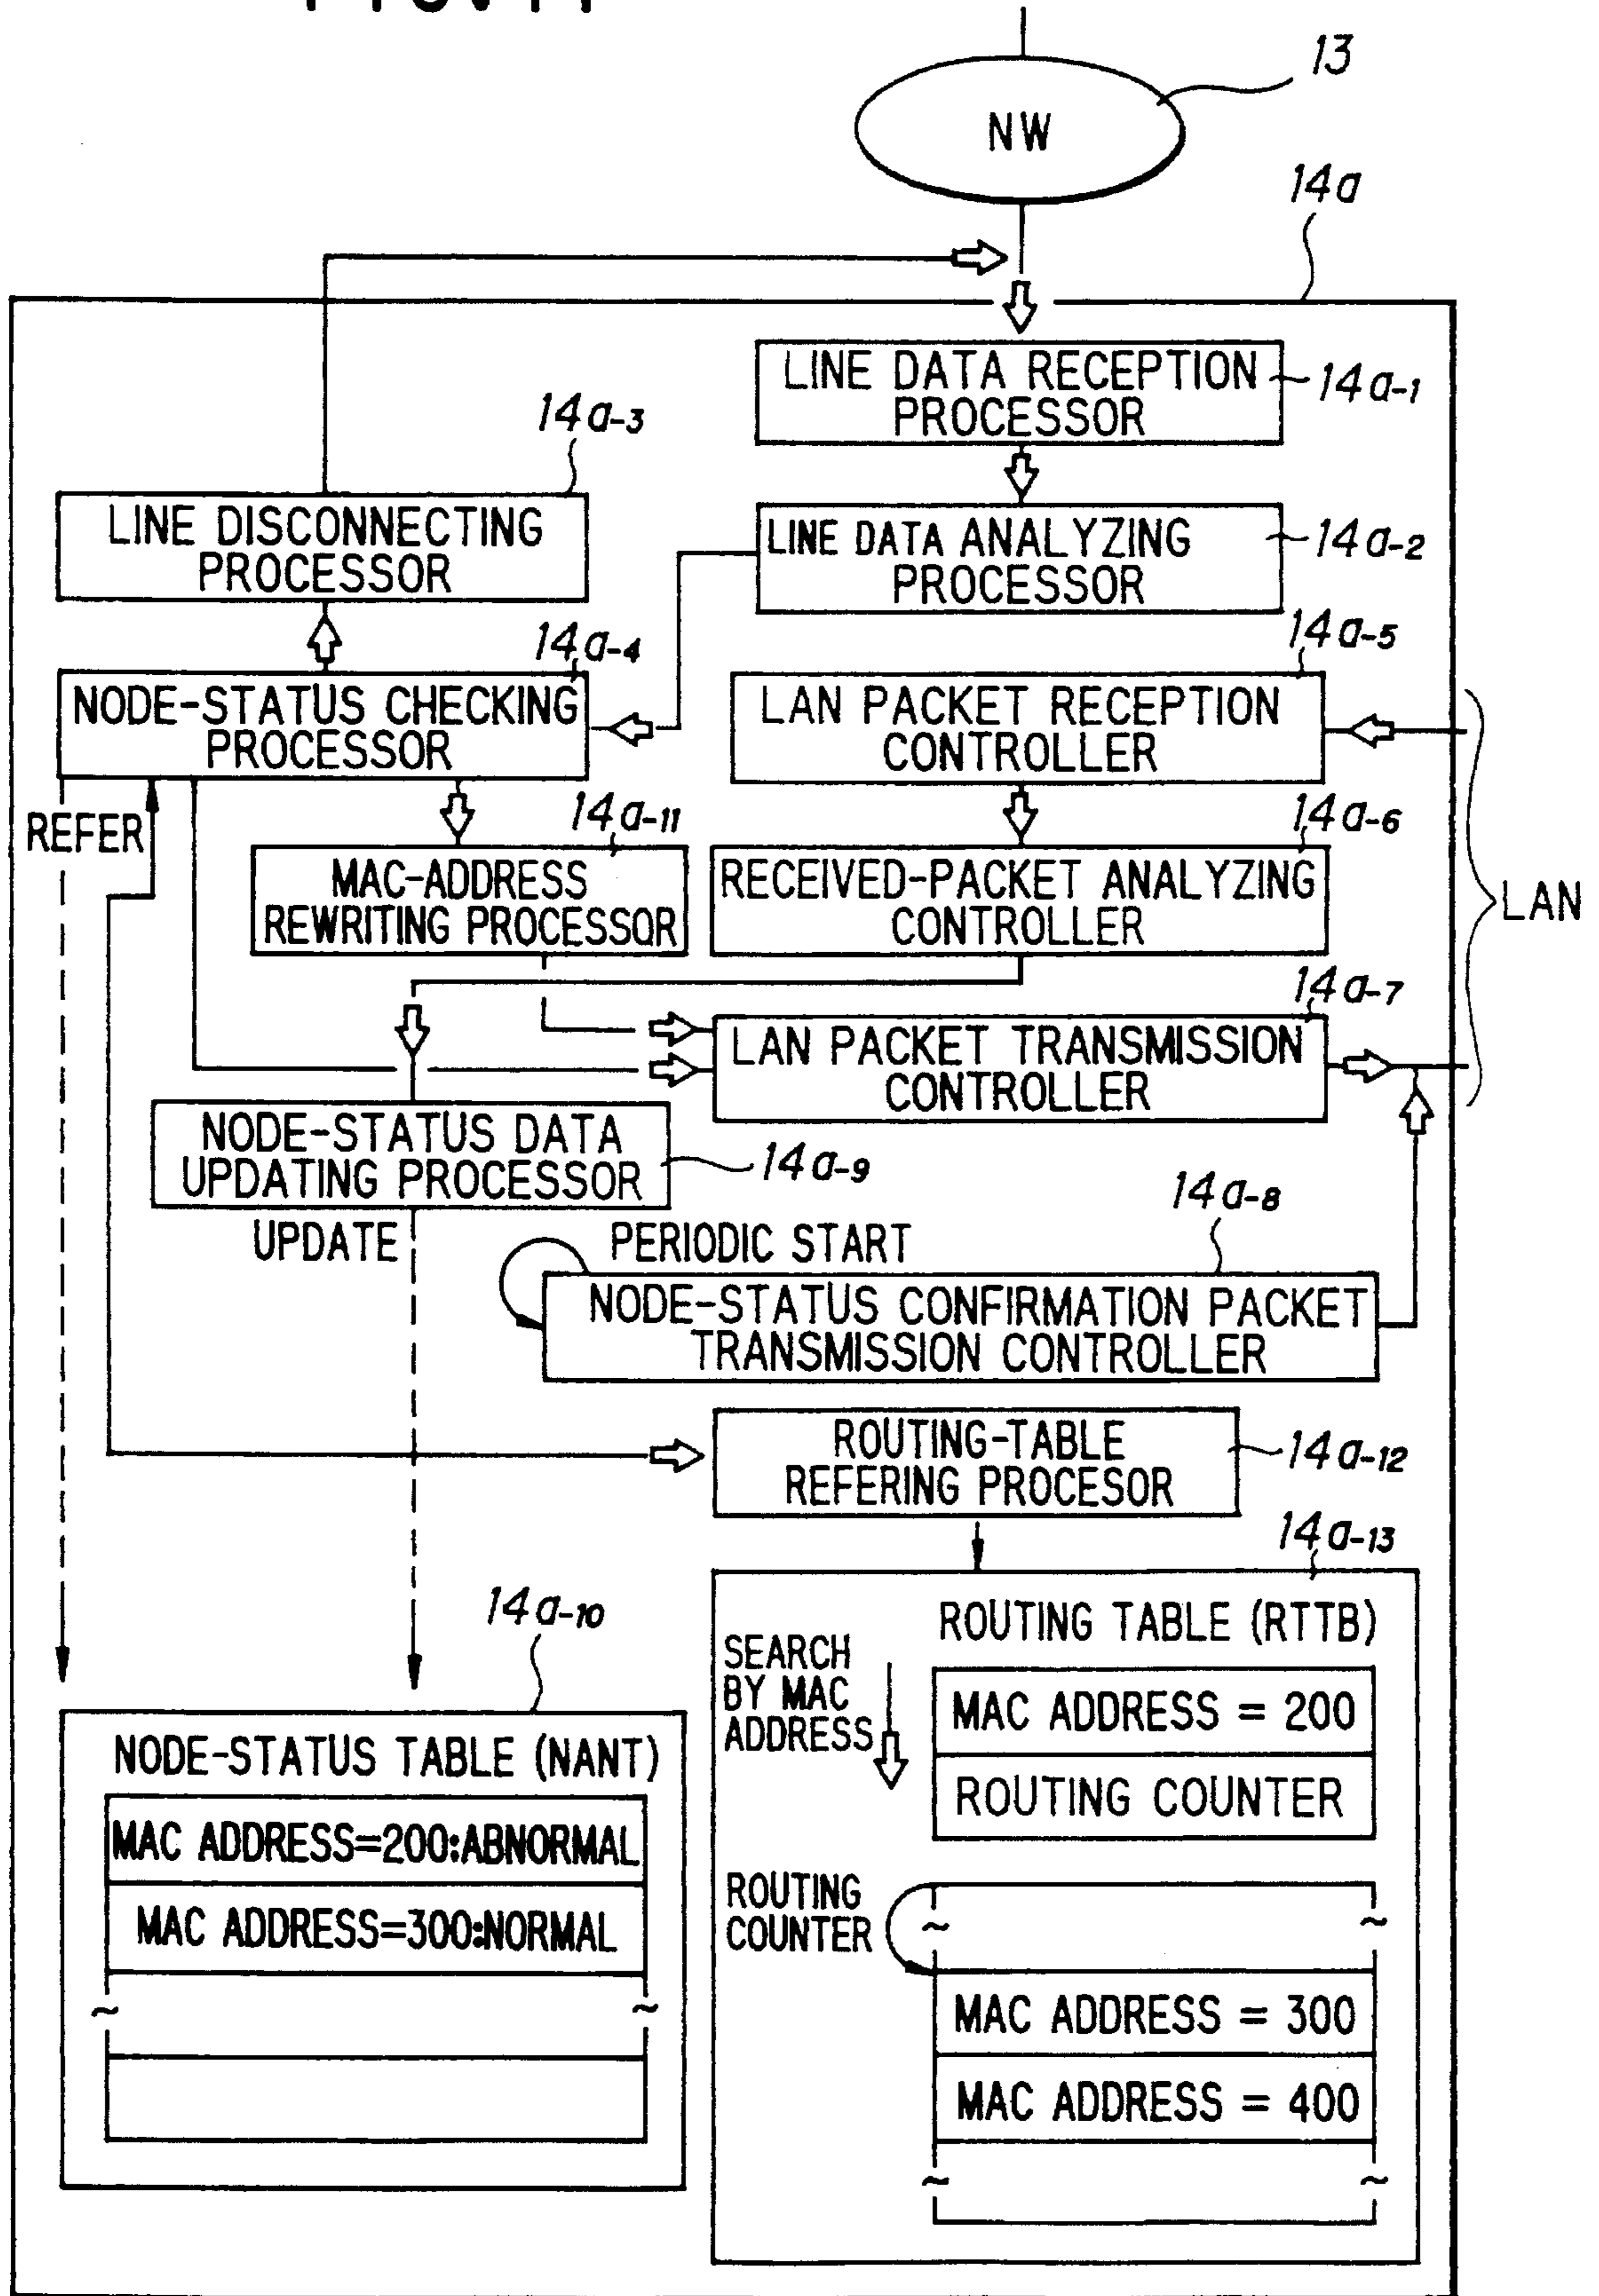 13
NW
14a
LINE DATA RECEPTION
PROCESSOR
14a-1
14a-3
LINE DISCONNECTING
PROCESSOR
LINE DATA ANALYZING
PROCESSOR
14a-2
14a-4
NODE-STATUS CHECKING
PROCESSOR
14a-5
LAN PACKET RECEPTION
CONTROLLER
REFER
14a-11
MAC-ADDRESS
REWRITING PROCESSOR
14a-6
RECEIVED-PACKET ANALYZING
CONTROLLER
LAN
14a-7
LAN PACKET TRANSMISSION
CONTROLLER
NODE-STATUS DATA
UPDATING PROCESSOR
14a-9
UPDATE
14a-8
PERIODIC START
NODE-STATUS CONFIRMATION PACKET
TRANSMISSION CONTROLLER
ROUTING-TABLE
REFERING PROCESOR
14a-12
14a-13
14a-10
NODE-STATUS TABLE (NANT)
MAC ADDRESS=200:ABNORMAL
MAC ADDRESS=300:NORMAL
ROUTING TABLE (RTTB)
SEARCH
BY MAC
ADDRESS
MAC ADDRESS = 200
ROUTING COUNTER
ROUTING
COUNTER
MAC ADDRESS = 300
MAC ADDRESS = 400